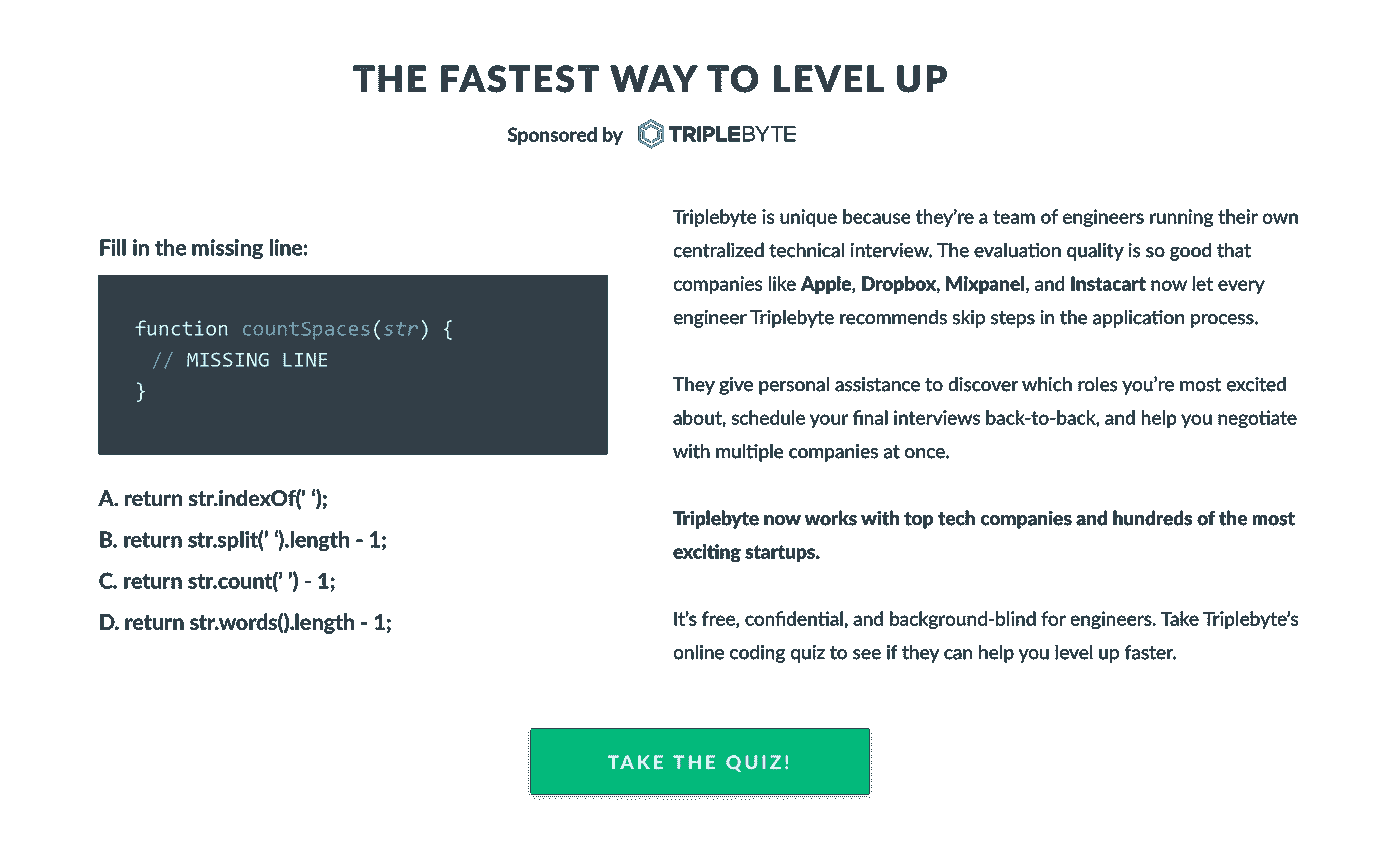 THE FASTEST WAY TO LEVEL UP
Sponsored by TRIPLEBYTE
Fill in the missing line:
function countSpaces(str) {
// MISSING LINE
}
A. return str.indexOf(’ ‘);
B. return str.split(’ ‘).length - 1;
C. return str.count(’ ’) - 1;
D. return str.words().length - 1;
Triplebyte is unique because they’re a team of engineers running their own
centralized technical interview. The evaluation quality is so good that
companies like Apple, Dropbox, Mixpanel, and Instacart now let every
engineer Triplebyte recommends skip steps in the application process.
They give personal assistance to discover which roles you’re most excited
about, schedule your final interviews back-to-back, and help you negotiate
with multiple companies at once.
Triplebyte now works with top tech companies and hundreds of the most
exciting startups.
It’s free, confidential, and background-blind for engineers. Take Triplebyte’s
online coding quiz to see if they can help you level up faster.
TAKE THE QUIZ!